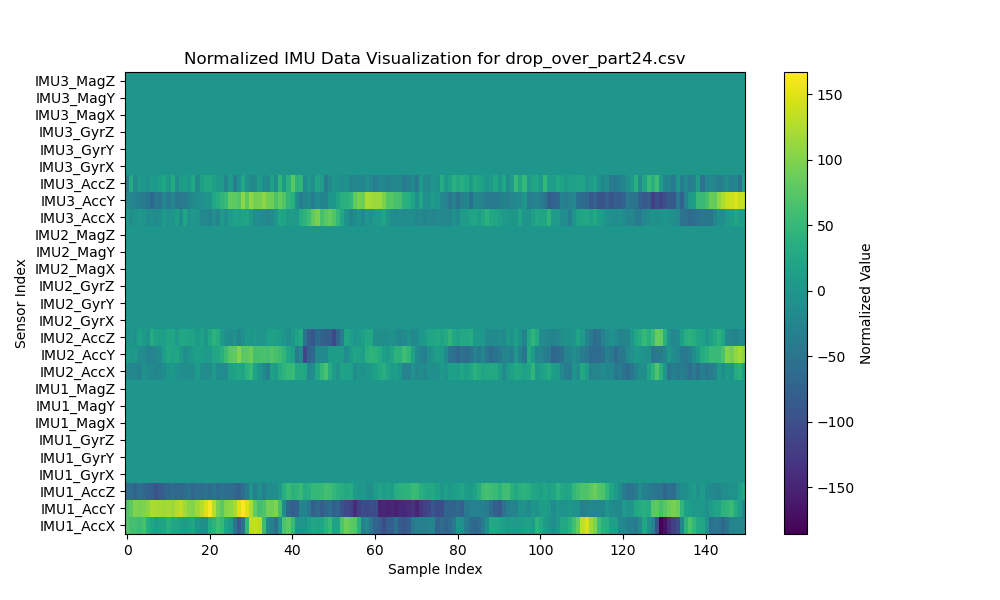 Normalized IMU Data Visualization for drop_over_part24.csv
IMU3_MagZ
IMU3_MagY
IMU3_MagX
IMU3_GyrZ
IMU3_GyrY
IMU3_GyrX
IMU3_AccZ
IMU3_AccY
IMU3_AccX
IMU2_MagZ
IMU2_MagY
IMU2_MagX
IMU2_GyrZ
IMU2_GyrY
IMU2_GyrX
IMU2_AccZ
IMU2_AccY
IMU2_AccX
IMU1_MagZ
IMU1_MagY
IMU1_MagX
IMU1_GyrZ
IMU1_GyrY
IMU1_GyrX
IMU1_AccZ
IMU1_AccY
IMU1_AccX
Sensor Index
0 20 40 60 80 100 120 140
Sample Index
150
100
50
0
−50
−100
−150
Normalized Value